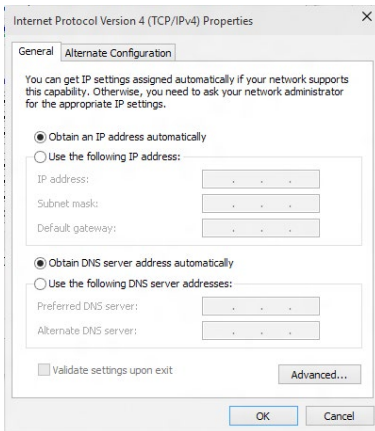 Internet Protocol Version 4 (TCP/IPv4) Properties
General
Alternate Configuration
You can get IP settings assigned automatically if your network supports
this capability. Otherwise, you need to ask your network administrator
for the appropriate IP settings.
Obtain an IP address automatically
Use the following IP address:
IP address:
Subnet mask:
Default gateway:
Obtain DNS server address automatically
Use the following DNS server addresses:
Preferred DNS server:
Alternate DNS server:
Validate settings upon exit
Advanced...
OK
Cancel